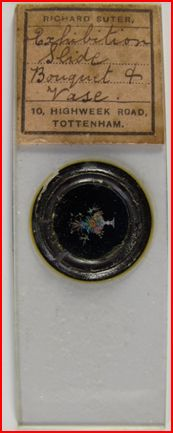 RICHARD SUTER,
Exhibition
Slide
Bouquet &
Vase.
10, HIGHWEEK ROAD,
TOTTENHAM.